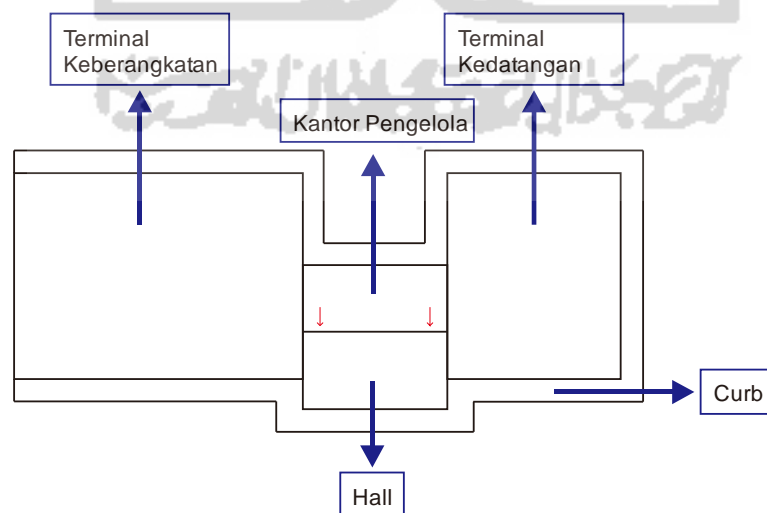 Terminal
Keberangkatan
Terminal
Kedatangan
Kantor Pengelola
Curb
Hall